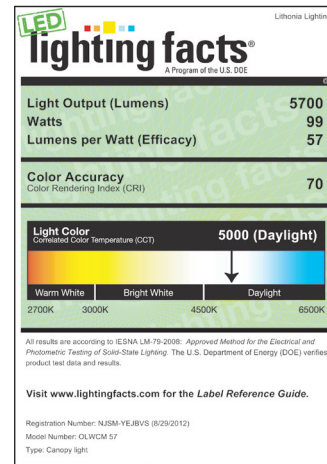 LED
Lithonia Lightin
lighting facts®
A Program of the U.S. DOE
Light Output (Lumens) 5700
Watts 99
Lumens per Watt (Efficacy) 57
Color Accuracy
Color Rendering Index (CRI) 70
Light Color
Correlated Color Temperature (CCT) 5000 (Daylight)
Warm White Bright White Daylight
2700K 3000K 4500K 6500K
All results are according to IESNA LM-79-2008: Approved Method for the Electrical and
Photometric Testing of Solid-State Lighting. The U.S. Department of Energy (DOE) verifies
product test data and results.
Visit www.lightingfacts.com for the Label Reference Guide.
Registration Number: NJSM-YEJBVS (8/29/2012)
Model Number: OLWCM 57
Type: Canopy light